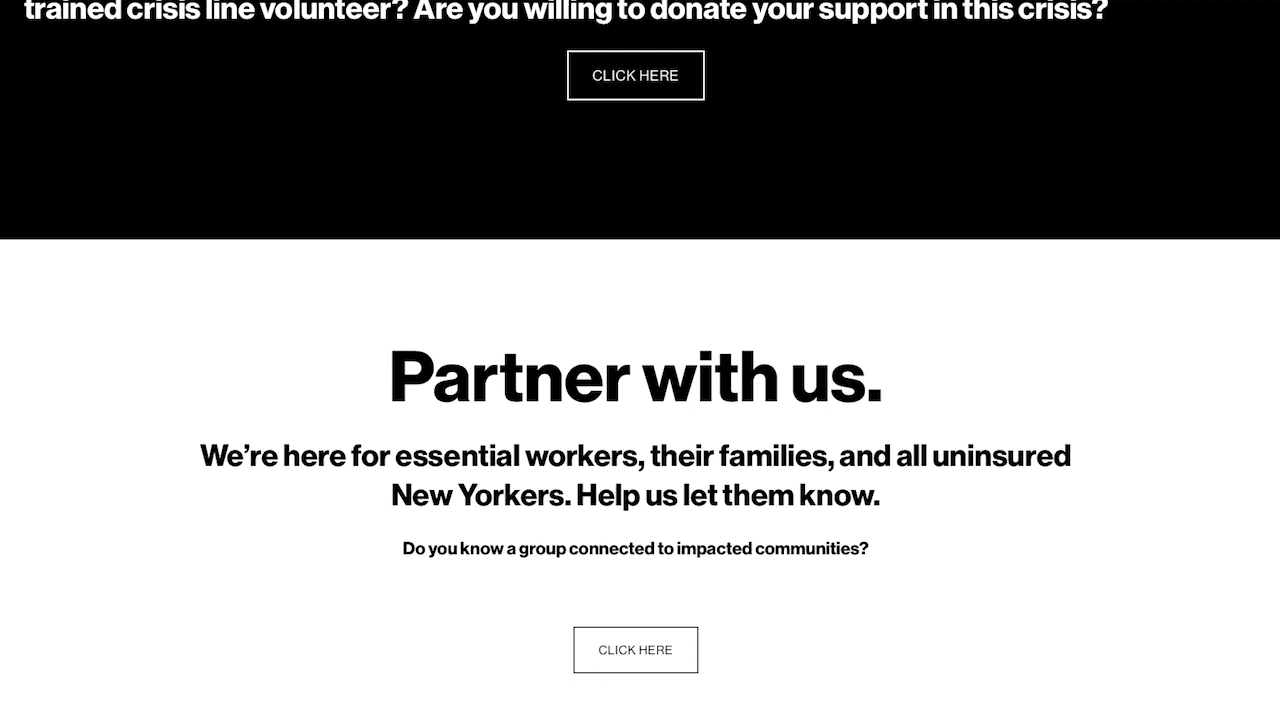 trained crisis line volunteer? Are you willing to donate your support in this crisis?
CLICK HERE
Partner with us.
We’re here for essential workers, their families, and all uninsured
New Yorkers. Help us let them know.
Do you know a group connected to impacted communities?
CLICK HERE